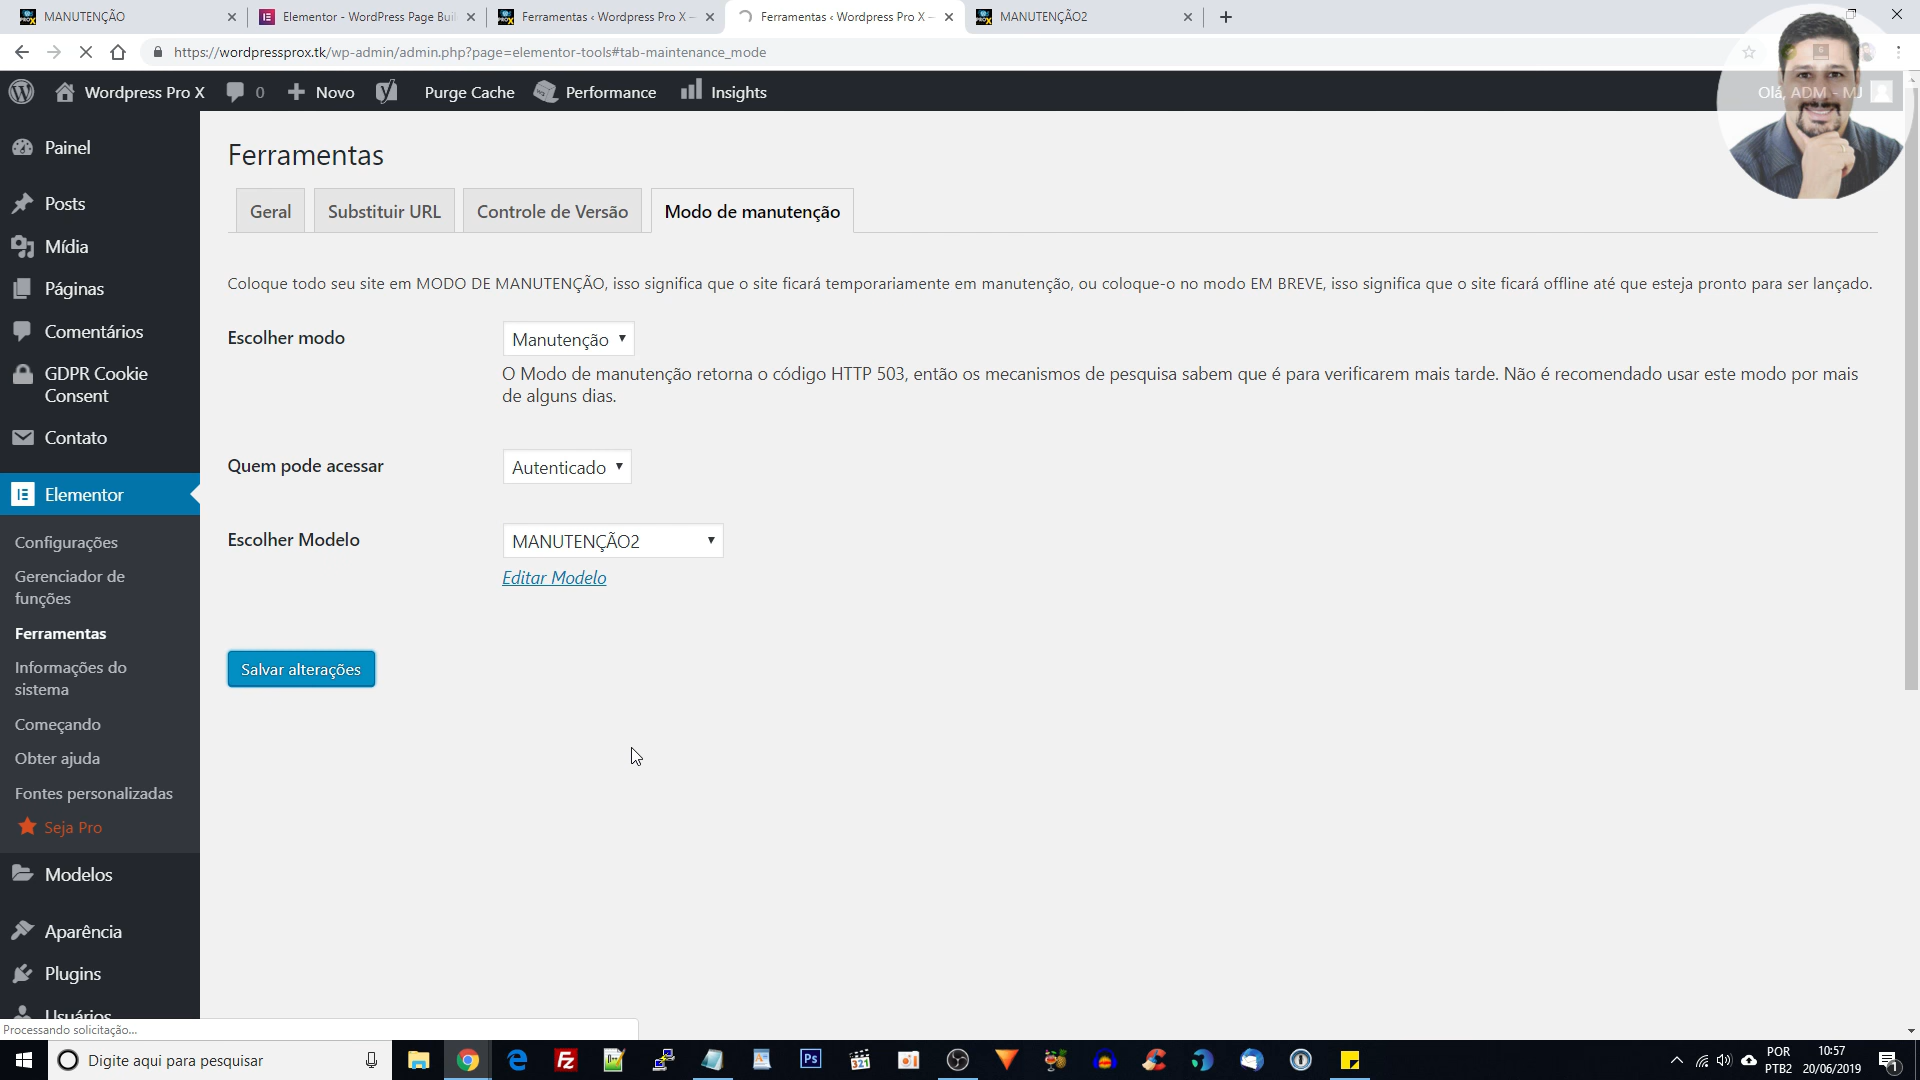 MANUTENÇÃO
Elementor - WordPress Page Buil
Ferramentas ‹ Wordpress Pro X —
Ferramentas ‹ Wordpress Pro X —
MANUTENÇÃO2
https://wordpressprox.tk/wp-admin/admin.php?page=elementor-tools#tab-maintenance_mode
Wordpress Pro X
0
Novo
Purge Cache
Performance
Insights
Olá, ADM - MJ
Painel
Posts
Mídia
Páginas
Comentários
GDPR Cookie
Consent
Contato
Elementor
Configurações
Gerenciador de
funções
Ferramentas
Informações do
sistema
Começando
Obter ajuda
Fontes personalizadas
Seja Pro
Modelos
Aparência
Plugins
Usuários
Ferramentas
Geral
Substituir URL
Controle de Versão
Modo de manutenção
Coloque todo seu site em MODO DE MANUTENÇÃO, isso significa que o site ficará temporariamente em manutenção, ou coloque-o no modo EM BREVE, isso significa que o site ficará offline até que esteja pronto para ser lançado.
Escolher modo
Manutenção
O Modo de manutenção retorna o código HTTP 503, então os mecanismos de pesquisa sabem que é para verificarem mais tarde. Não é recomendado usar este modo por mais
de alguns dias.
Quem pode acessar
Autenticado
Escolher Modelo
MANUTENÇÃO2
Editar Modelo
Salvar alterações
Processando solicitação...
Digite aqui para pesquisar
Ps
321
POR
PTB2
10:57
20/06/2019
1